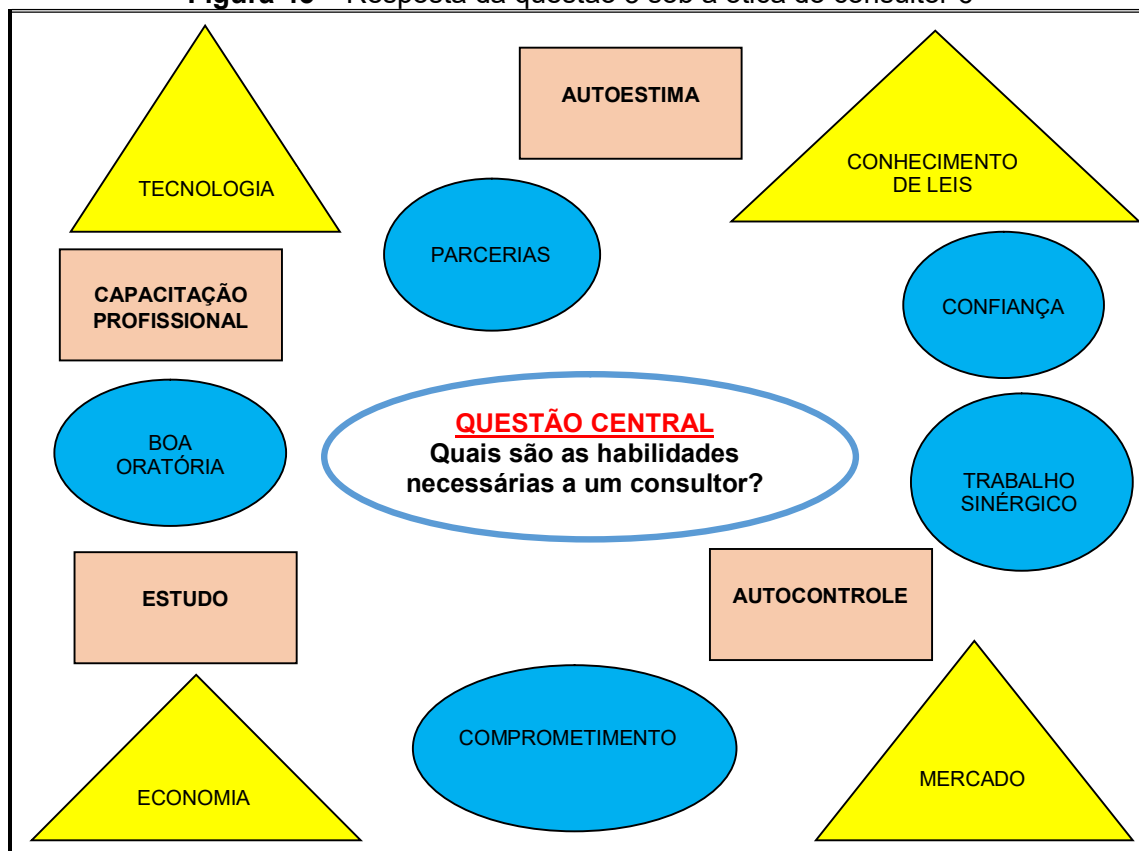 AUTOESTIMA
CONHECIMENTO
DE LEIS
TECNOLOGIA
PARCERIAS
CAPACITAÇÃO
PROFISSIONAL
CONFIANÇA
QUESTÃO CENTRAL
Quais são as habilidades
necessárias a um consultor?
BOA
ORATÓRIA
TRABALHO
SINÉRGICO
ESTUDO
AUTOCONTROLE
COMPROMETIMENTO
MERCADO
ECONOMIA